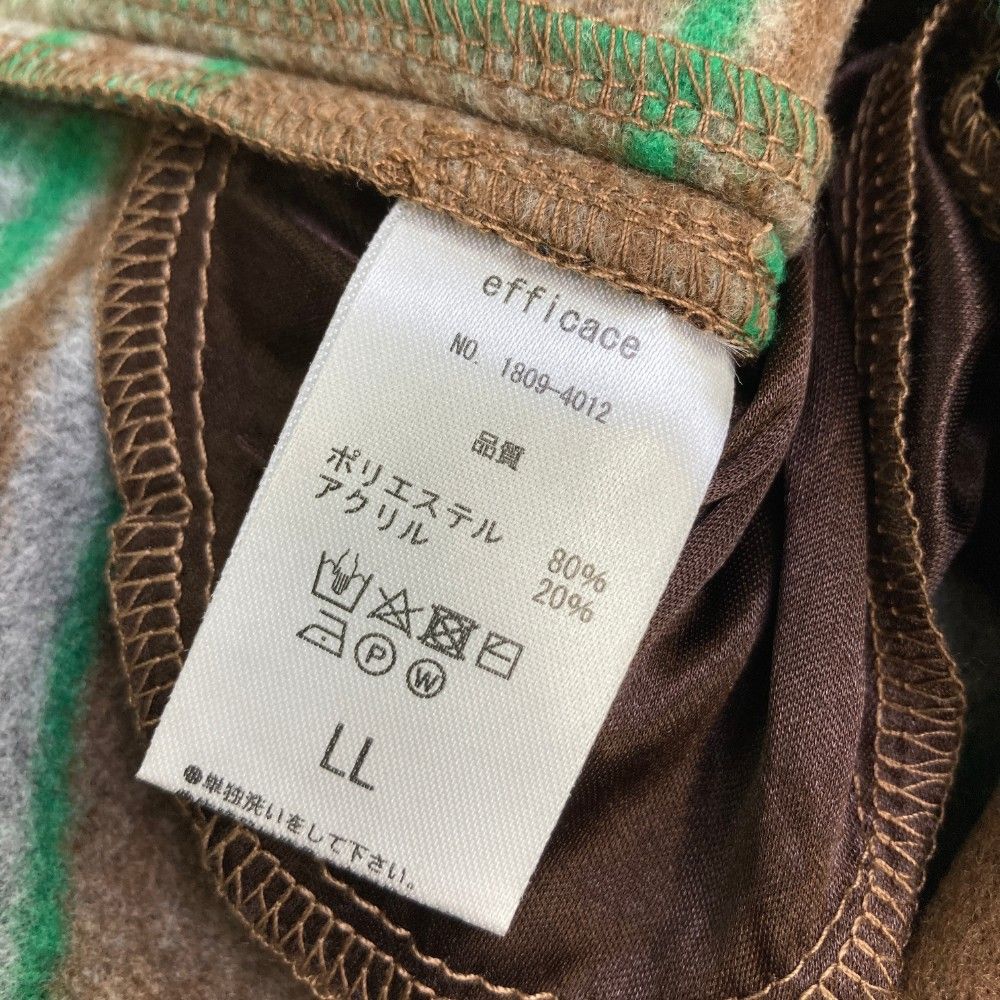 efficace
NO. 1809-4012
品質
ポリエステル 80%
アクリル 20%
P W
LL
●単独洗いをして下さい。